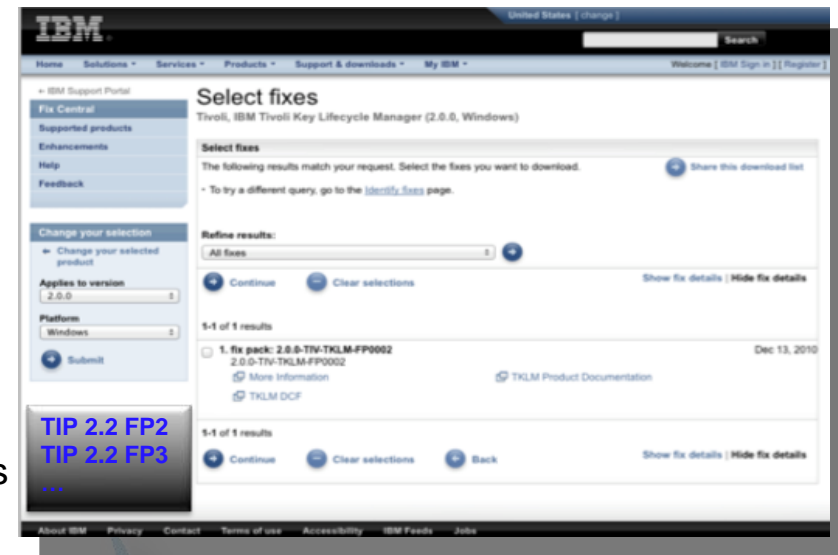 United States [ change ]
IBM
Search
Home Solutions Services Products Support & downloads My IBM Welcome [ IBM Sign in ] [ Register ]
IBM Support Portal
Fix Central
Supported products
Enhancements
Help
Feedback
Change your selection
Change your selected
product
Applies to version
2.0.0
Platform
Windows
Submit
Select fixes
Tivoli, IBM Tivoli Key Lifecycle Manager (2.0.0, Windows)
Select fixes
The following results match your request. Select the fixes you want to download.
Share this download list
· To try a different query, go to the Identify fixes page.
Refine results:
All fixes
Continue Clear selections Show fix details | Hide fix details
1-1 of 1 results
1. fix pack: 2.0.0-TIV-TKLM-FP0002 Dec 13, 2010
2.0.0-TIV-TKLM-FP0002
More Information TKLM Product Documentation
TKLM DCF
1-1 of 1 results
Continue Clear selections Back Show fix details | Hide fix details
TIP 2.2 FP2
TIP 2.2 FP3
...
s
About IBM Privacy Contact Terms of use Accessibility IBM Feeds Jobs